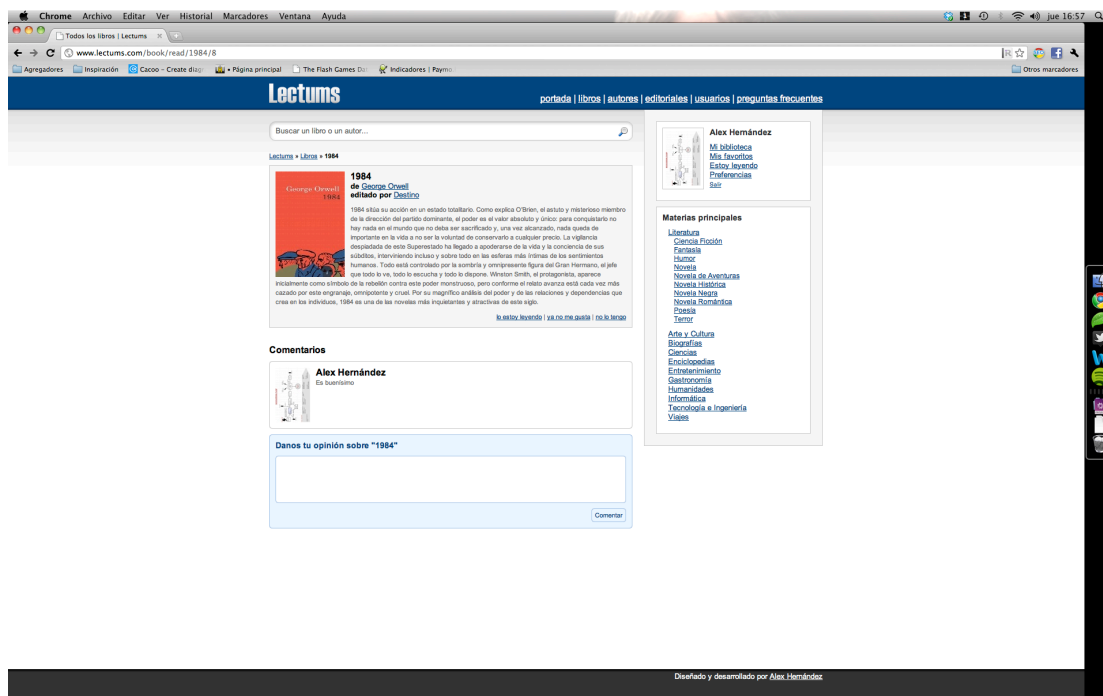 Chrome Archivo Editar Ver Historial Marcadores Ventana Ayuda
jue 16:57
Todos los libros | Lectums
www.lectums.com/book/read/1984/8
Agregadores Inspiración Cacoo – Create diag • Página principal The Flash Games Da Indicadores | Paymo
Otros marcadores
Lectums
portada | libros | autores | editoriales | usuarios | preguntas frecuentes
Buscar un libro o un autor...
Lectums » Libros » 1984
George Orwell
1984
1984
de George Orwell
editado por Destino
1984 sitúa su acción en un estado totalitario. Como explica O'Brien, el astuto y misterioso miembro
de la dirección del partido dominante, el poder es el valor absoluto y único: para conquistarlo no
hay nada en el mundo que no deba ser sacrificado y, una vez alcanzado, nada queda de
importante en la vida a no ser la voluntad de conservarlo a cualquier precio. La vigilancia
despiadada de este Superestado ha llegado a apoderarse de la vida y la conciencia de sus
súbditos, interviniendo incluso y sobre todo en las esferas más íntimas de los sentimientos
humanos. Todo está controlado por la sombría y omnipresente figura del Gran Hermano, el jefe
que todo lo ve, todo lo escucha y todo lo dispone. Winston Smith, el protagonista, aparece
inicialmente como símbolo de la rebelión contra este poder monstruoso, pero conforme el relato avanza está cada vez más
cazado por este engranaje, omnipotente y cruel. Por su magnífico análisis del poder y de las relaciones y dependencias que
crea en los individuos, 1984 es una de las novelas más inquietantes y atractivas de este siglo.
lo estoy leyendo | ya no me gusta | no lo tengo
Comentarios
Alex Hernández
Es buenísimo
Danos tu opinión sobre "1984"
Comentar
Alex Hernández
Mi biblioteca
Mis favoritos
Estoy leyendo
Preferencias
Salir
Materias principales
Literatura
Ciencia Ficción
Fantasía
Humor
Novela
Novela de Aventuras
Novela Histórica
Novela Negra
Novela Romántica
Poesía
Terror
Arte y Cultura
Biografías
Ciencias
Enciclopedias
Entretenimiento
Gastronomía
Humanidades
Informática
Tecnología e Ingeniería
Viajes
Diseñado y desarrollado por Alex Hernández